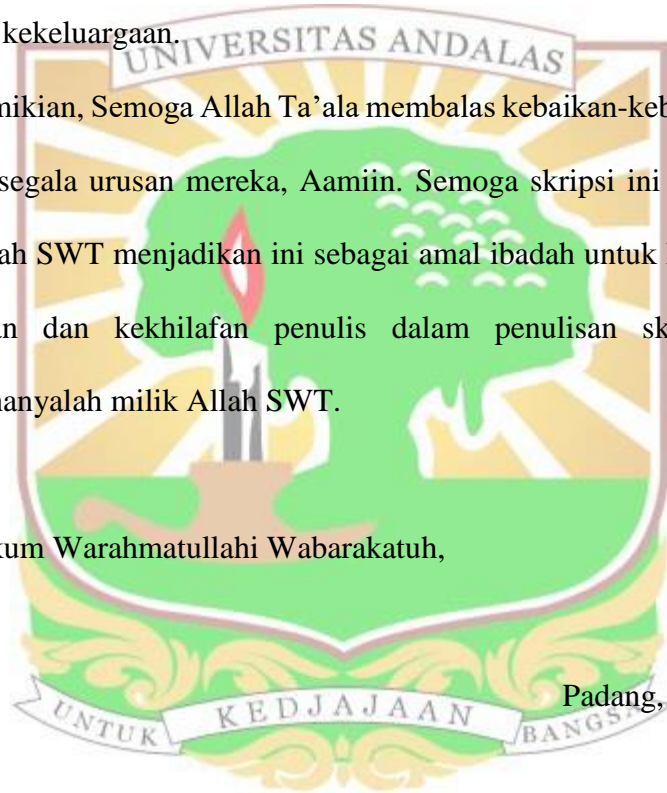 kekeluargaan.
UNIVERSITAS ANDALAS
mikian, Semoga Allah Ta’ala membalas kebaikan-keb
segala urusan mereka, Aamiin. Semoga skripsi ini
ah SWT menjadikan ini sebagai amal ibadah untuk
an dan kekhilafan penulis dalam penulisan sk
hanyalah milik Allah SWT.
kum Warahmatullahi Wabarakatuh,
Padang,
UNTUK KEDJAJAAN BANGSA